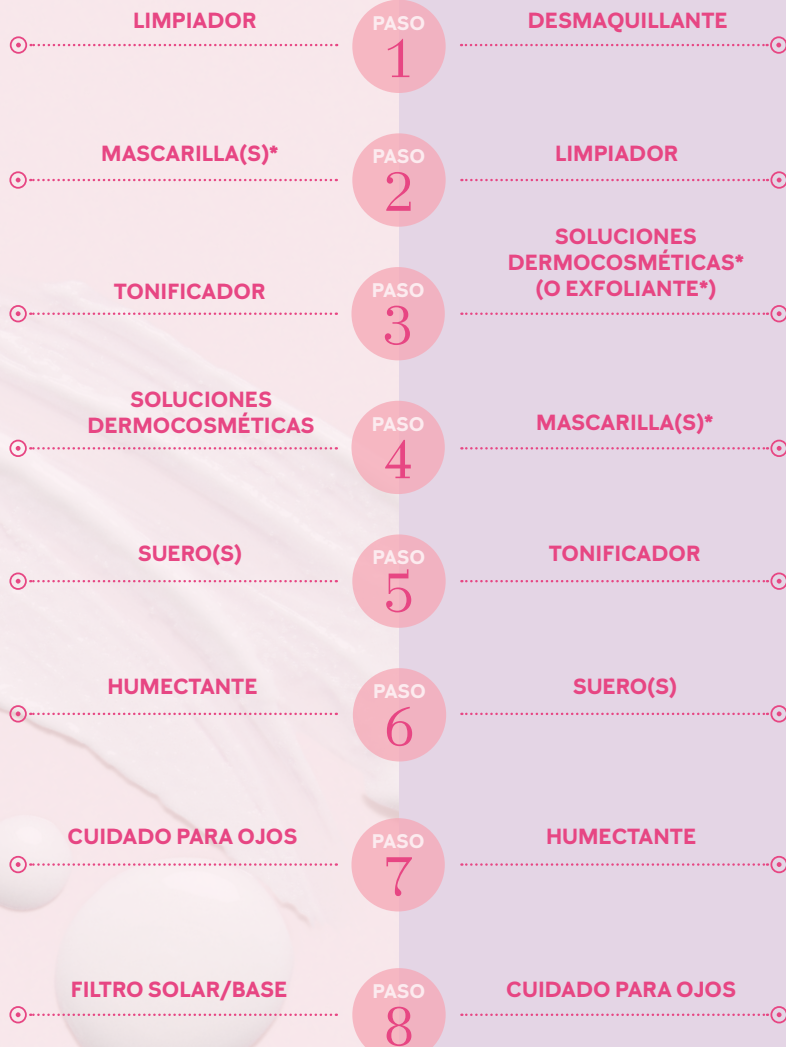 LIMPIADOR
PASO
1
DESMAQUILLANTE
MASCARILLA(S)*
PASO
2
LIMPIADOR
TONIFICADOR
PASO
3
SOLUCIONES
DERMOCOSMÉTICAS*
(O EXFOLIANTE*)
SOLUCIONES
DERMOCOSMÉTICAS
PASO
4
MASCARILLA(S)*
SUERO(S)
PASO
5
TONIFICADOR
HUMECTANTE
PASO
6
SUERO(S)
CUIDADO PARA OJOS
PASO
7
HUMECTANTE
FILTRO SOLAR/BASE
PASO
8
CUIDADO PARA OJOS